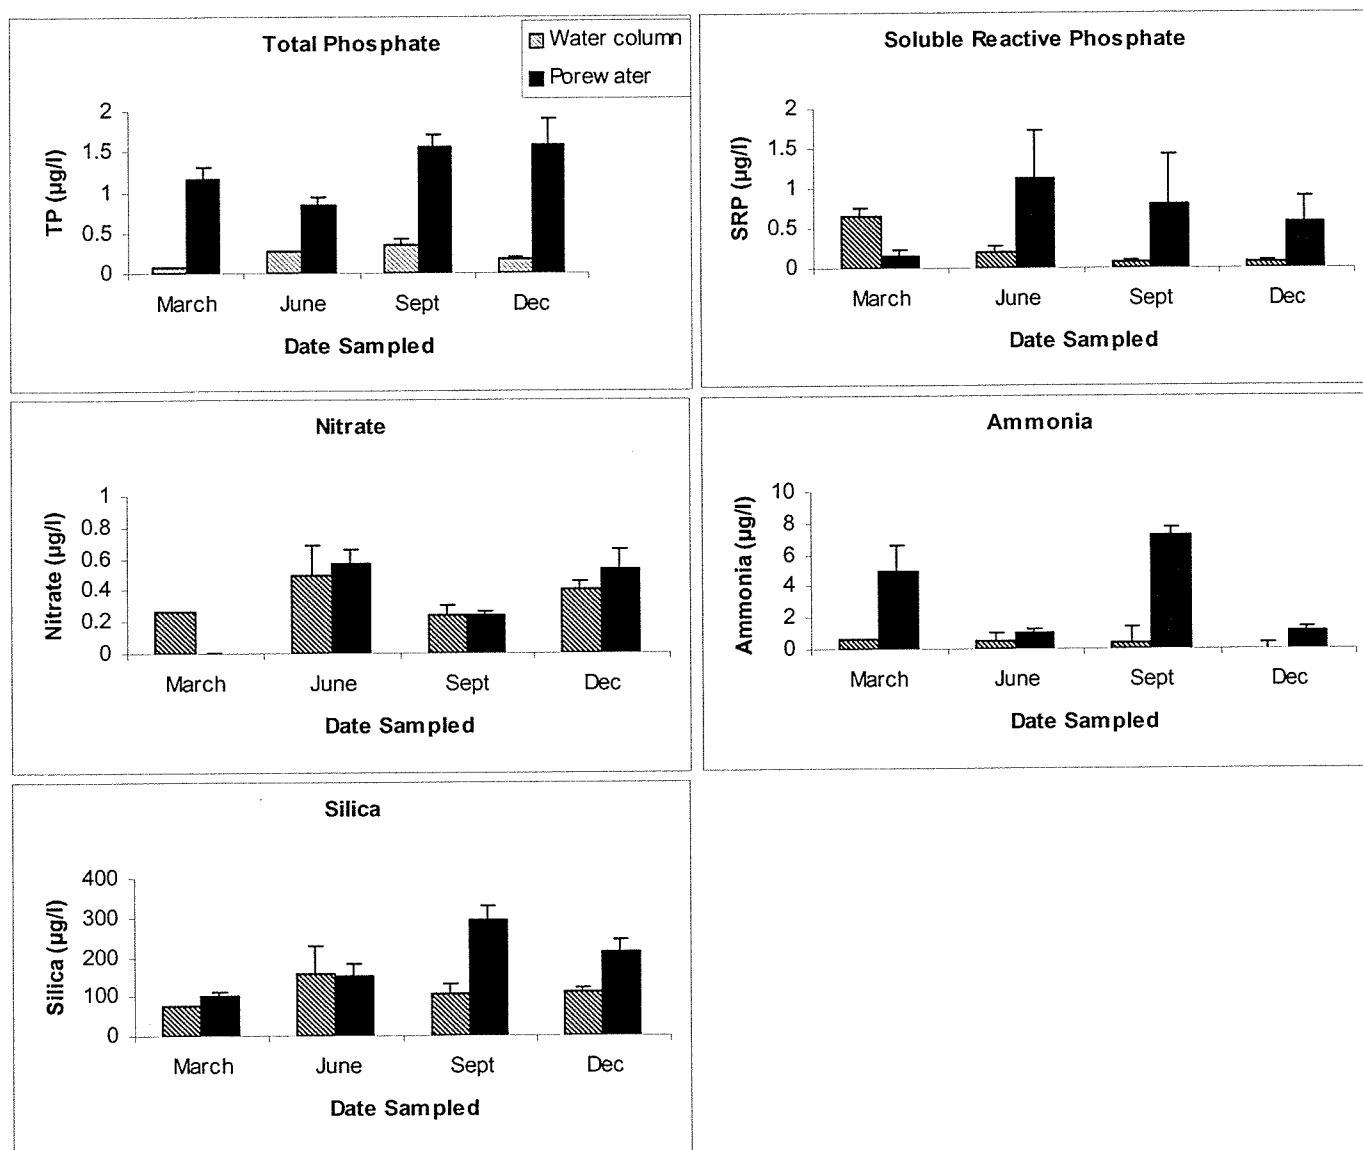 Total Phosphate
Water column
Porewater
TP (µg/l)
2
1.5
1
0.5
0
March June Sept Dec
Date Sampled
Soluble Reactive Phosphate
SRP (µg/l)
2
1.5
1
0.5
0
March June Sept Dec
Date Sampled
Nitrate
Nitrate (µg/l)
1
0.8
0.6
0.4
0.2
0
March June Sept Dec
Date Sampled
Ammonia
Ammonia (µg/l)
10
8
6
4
2
0
March June Sept Dec
Date Sampled
Silica
Silica (µg/l)
400
300
200
100
0
March June Sept Dec
Date Sampled